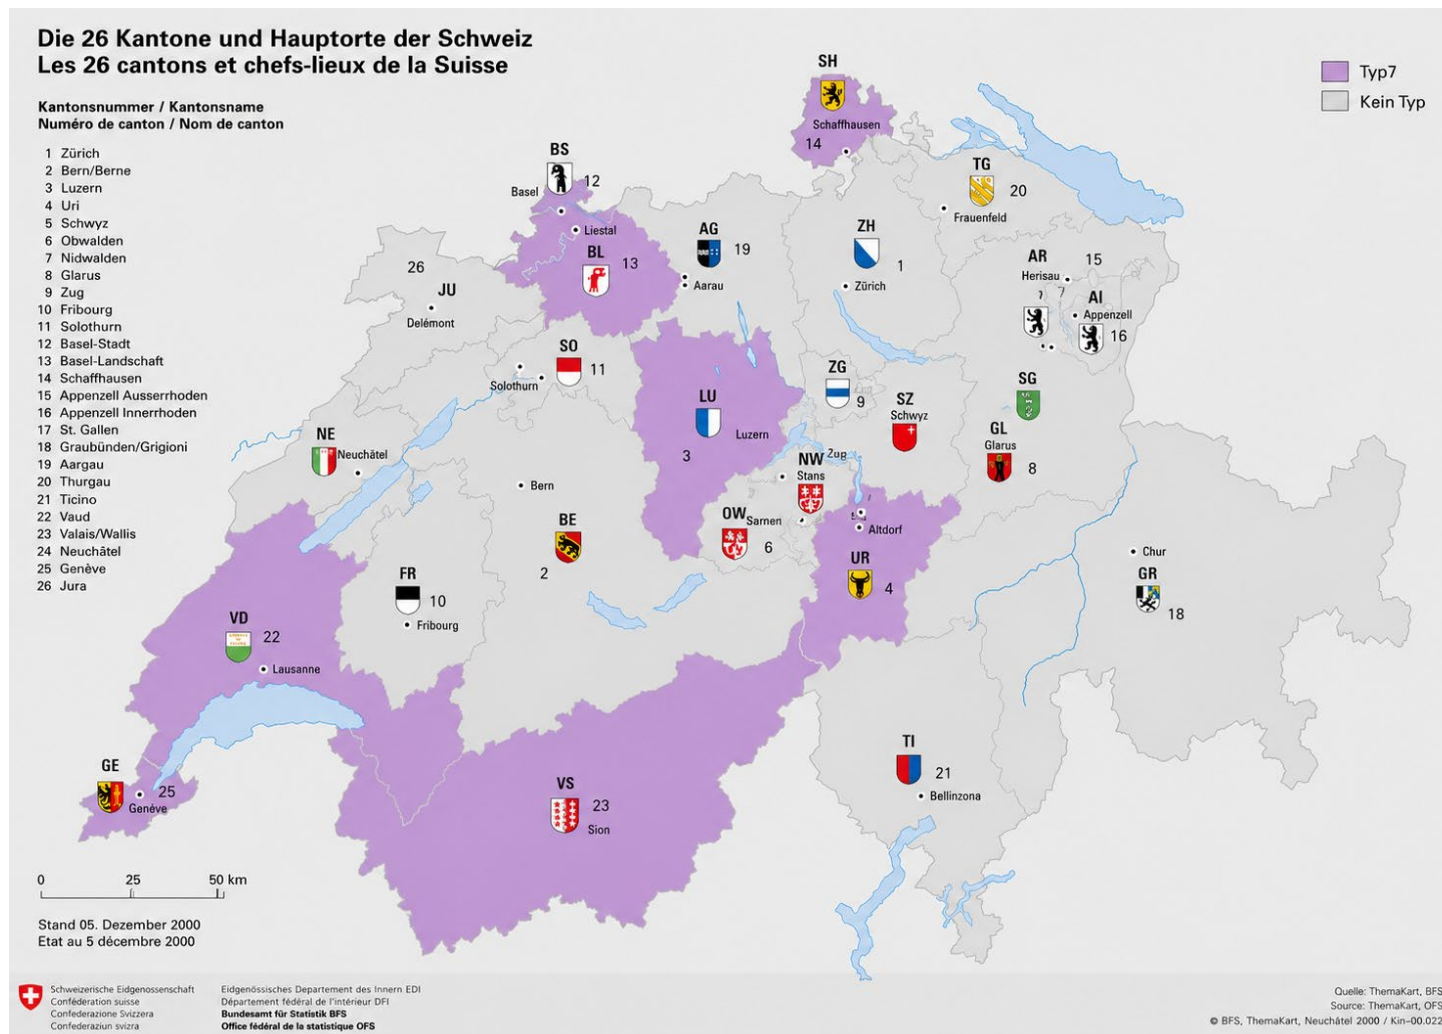 Die 26 Kantone und Hauptorte der Schweiz
Les 26 cantons et chefs-lieux de la Suisse
Kantonsnummer / Kantonsname
Numéro de canton / Nom de canton
1 Zürich
2 Bern/Berne
3 Luzern
4 Uri
5 Schwyz
6 Obwalden
7 Nidwalden
8 Glarus
9 Zug
10 Fribourg
11 Solothurn
12 Basel-Stadt
13 Basel-Landschaft
14 Schaffhausen
15 Appenzell Ausserrhoden
16 Appenzell Innerrhoden
17 St. Gallen
18 Graubünden/Grigioni
19 Aargau
20 Thurgau
21 Ticino
22 Vaud
23 Valais/Wallis
24 Neuchâtel
25 Genève
26 Jura
Typ7
Kein Typ
SH
Schaffhausen
14
BS
12
Basel
Liestal
BL
13
AG
19
Aarau
ZH
1
Zürich
TG
20
Frauenfeld
AR
15
Herisau
AI
Appenzell
16
26
JU
Delémont
SO
11
Solothurn
LU
Luzern
3
ZG
9
SZ
Schwyz
SG
GL
Glarus
8
NE
Neuchâtel
NW
Zug
Stans
Bern
BE
2
OW
Sarnen
6
Altdorf
UR
4
Chur
GR
18
FR
10
Fribourg
VD
22
Lausanne
GE
25
Genéve
VS
23
Sion
TI
21
Bellinzona
0 25 50 km
Stand 05. Dezember 2000
Etat au 5 décembre 2000
Schweizerische Eidgenossenschaft
Confédération suisse
Confederazione Svizzera
Confederaziun svizra
Eidgenössisches Departement des Innern EDI
Département fédéral de l'intérieur DFI
Bundesamt für Statistik BFS
Office fédéral de la statistique OFS
Quelle: ThemaKart, BFS
Source: ThemaKart, OFS
© BFS, ThemaKart, Neuchâtel 2000 / Kin-00.022